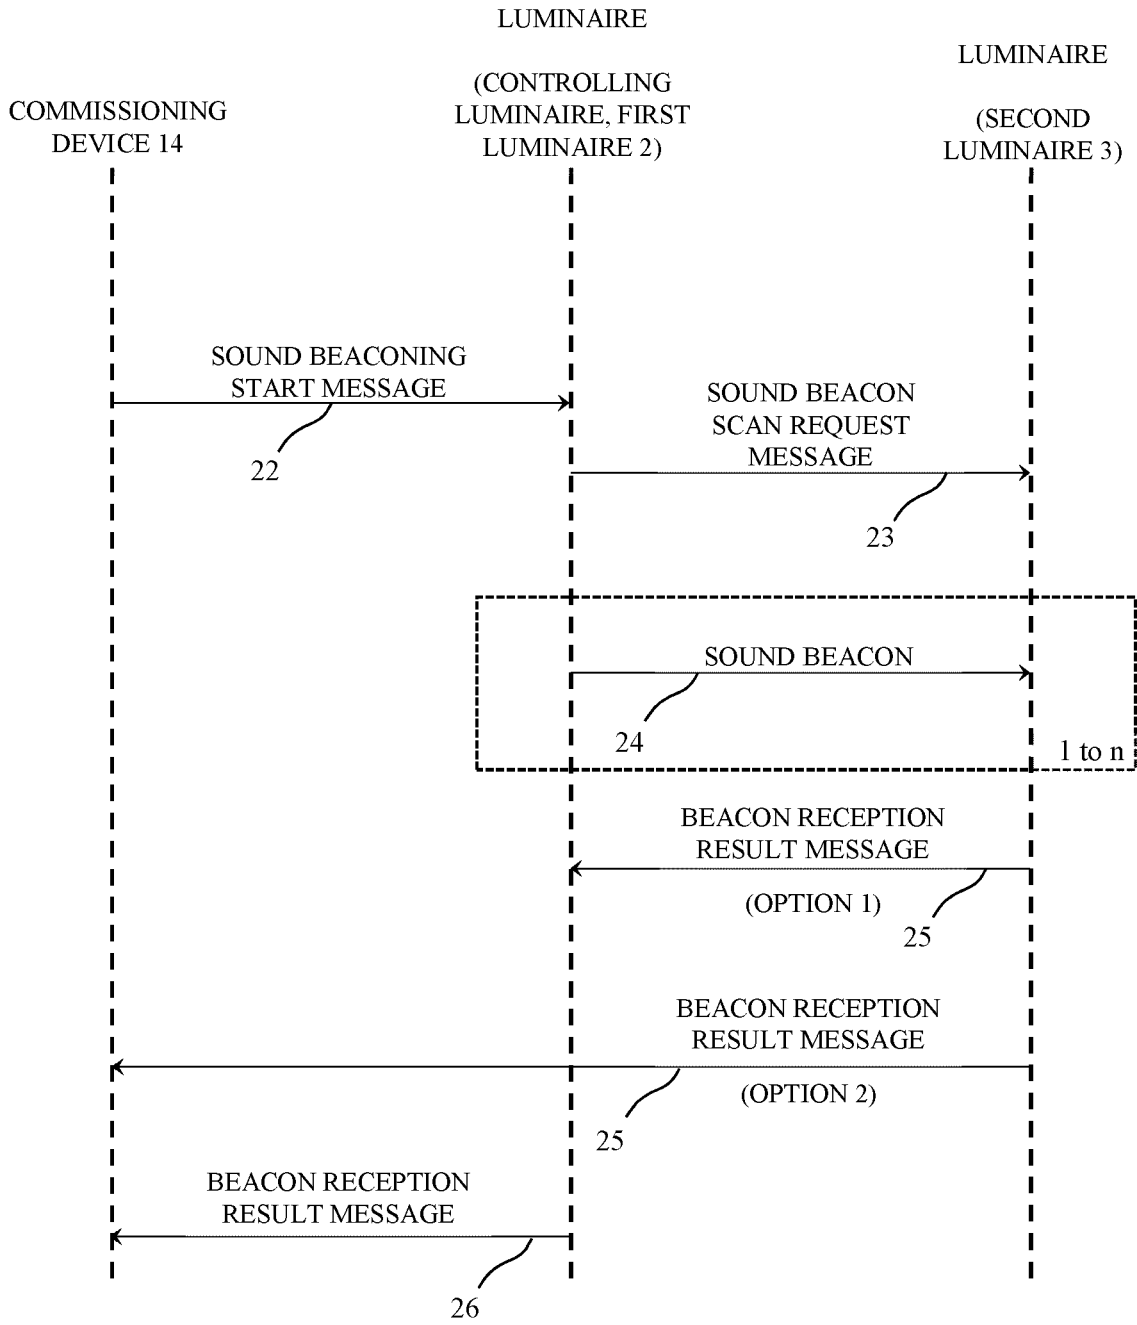 LUMINAIRE
(CONTROLLING
LUMINAIRE, FIRST
LUMINAIRE 2)
LUMINAIRE
(SECOND
LUMINAIRE 3)
COMMISSIONING
DEVICE 14
SOUND BEACONING
START MESSAGE
22
SOUND BEACON
SCAN REQUEST
MESSAGE
23
SOUND BEACON
24
1 to n
BEACON RECEPTION
RESULT MESSAGE
(OPTION 1)
25
BEACON RECEPTION
RESULT MESSAGE
(OPTION 2)
25
BEACON RECEPTION
RESULT MESSAGE
26